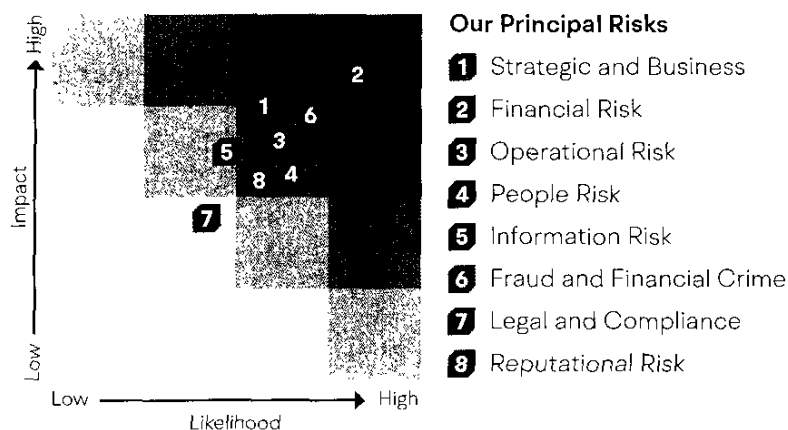 High
Impact
Low
1
2
3
4
5
6
7
8
Low
High
Likelihood
Our Principal Risks
1 Strategic and Business
2 Financial Risk
3 Operational Risk
4 People Risk
5 Information Risk
6 Fraud and Financial Crime
7 Legal and Compliance
8 Reputational Risk